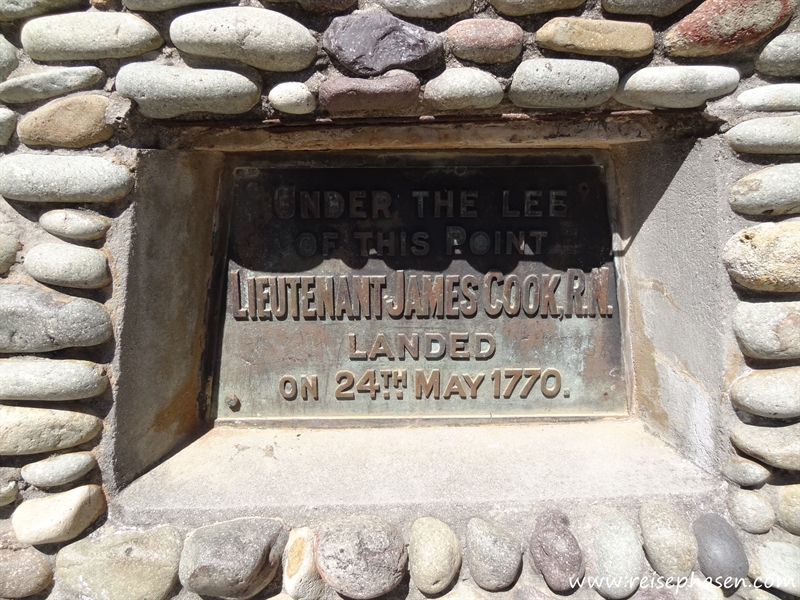 UNDER THE LEE
OF THIS POINT
LIEUTENANT JAMES COOK, R.N.
LANDED
ON 24TH MAY 1770.
www.reisephasen.com